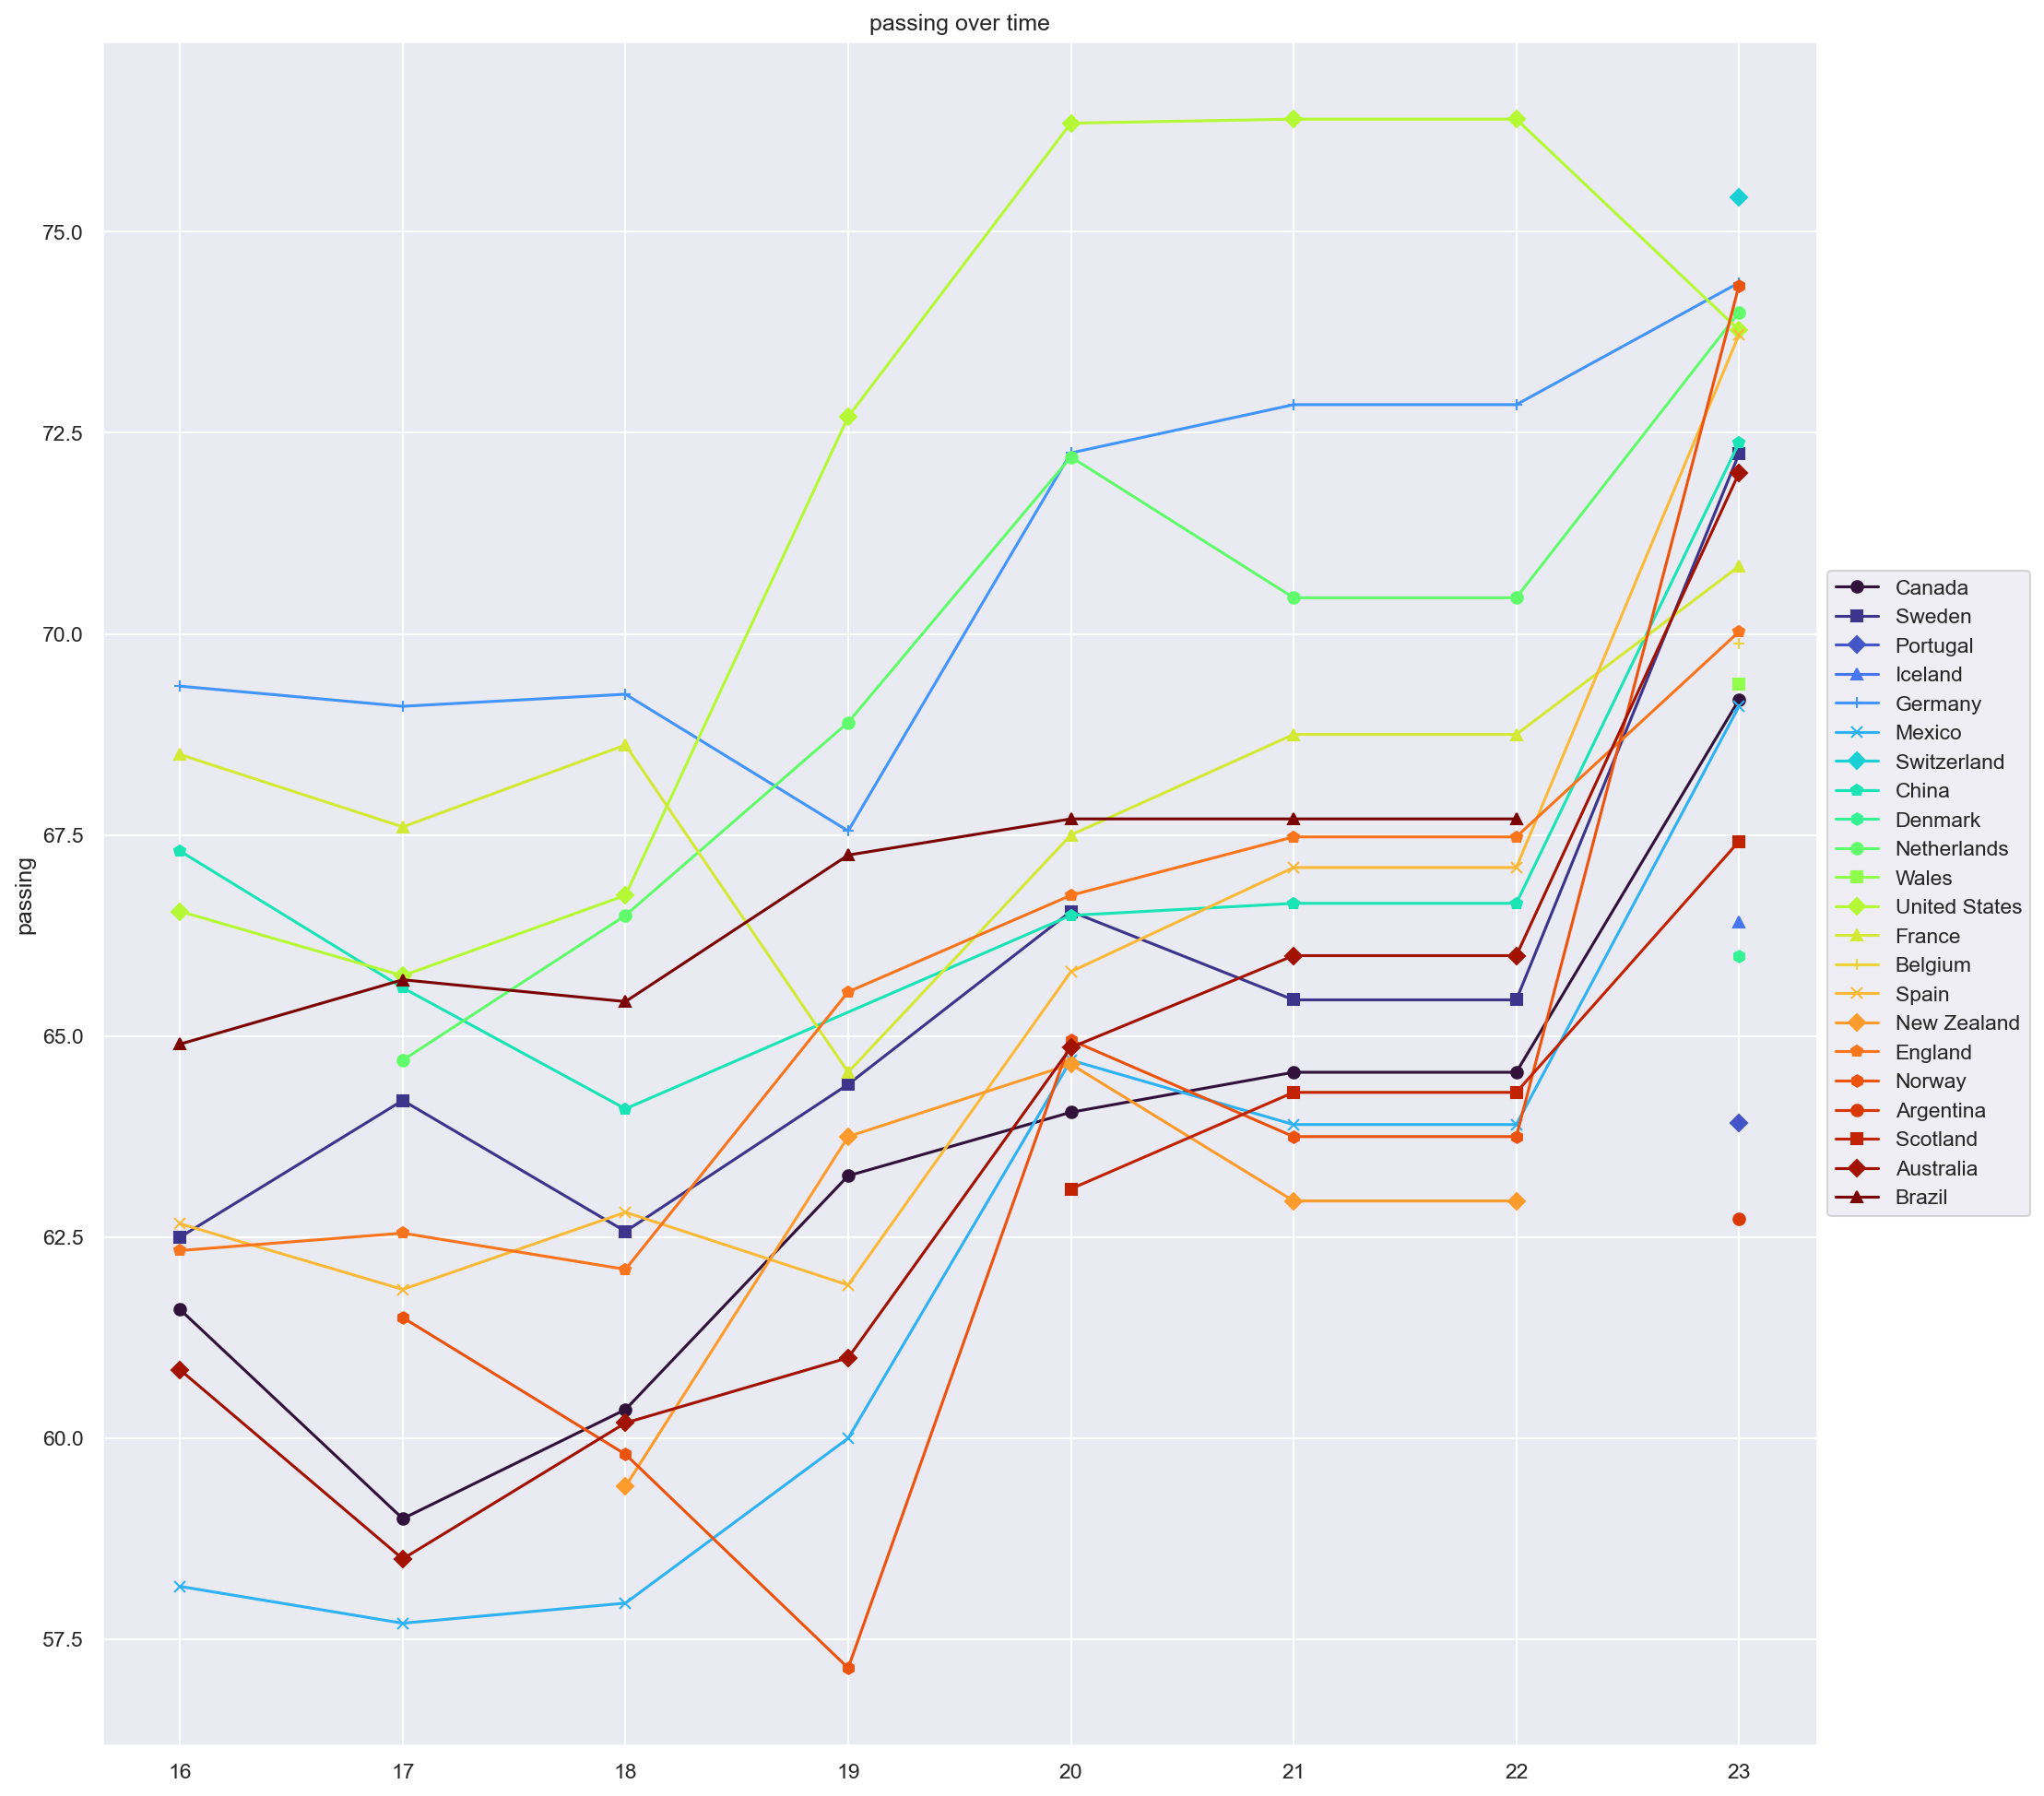 passing over time
passing
75.0
72.5
70.0
67.5
65.0
62.5
60.0
57.5
16 17 18 19 20 21 22 23
Canada
Sweden
Portugal
Iceland
Germany
Mexico
Switzerland
China
Denmark
Netherlands
Wales
United States
France
Belgium
Spain
New Zealand
England
Norway
Argentina
Scotland
Australia
Brazil